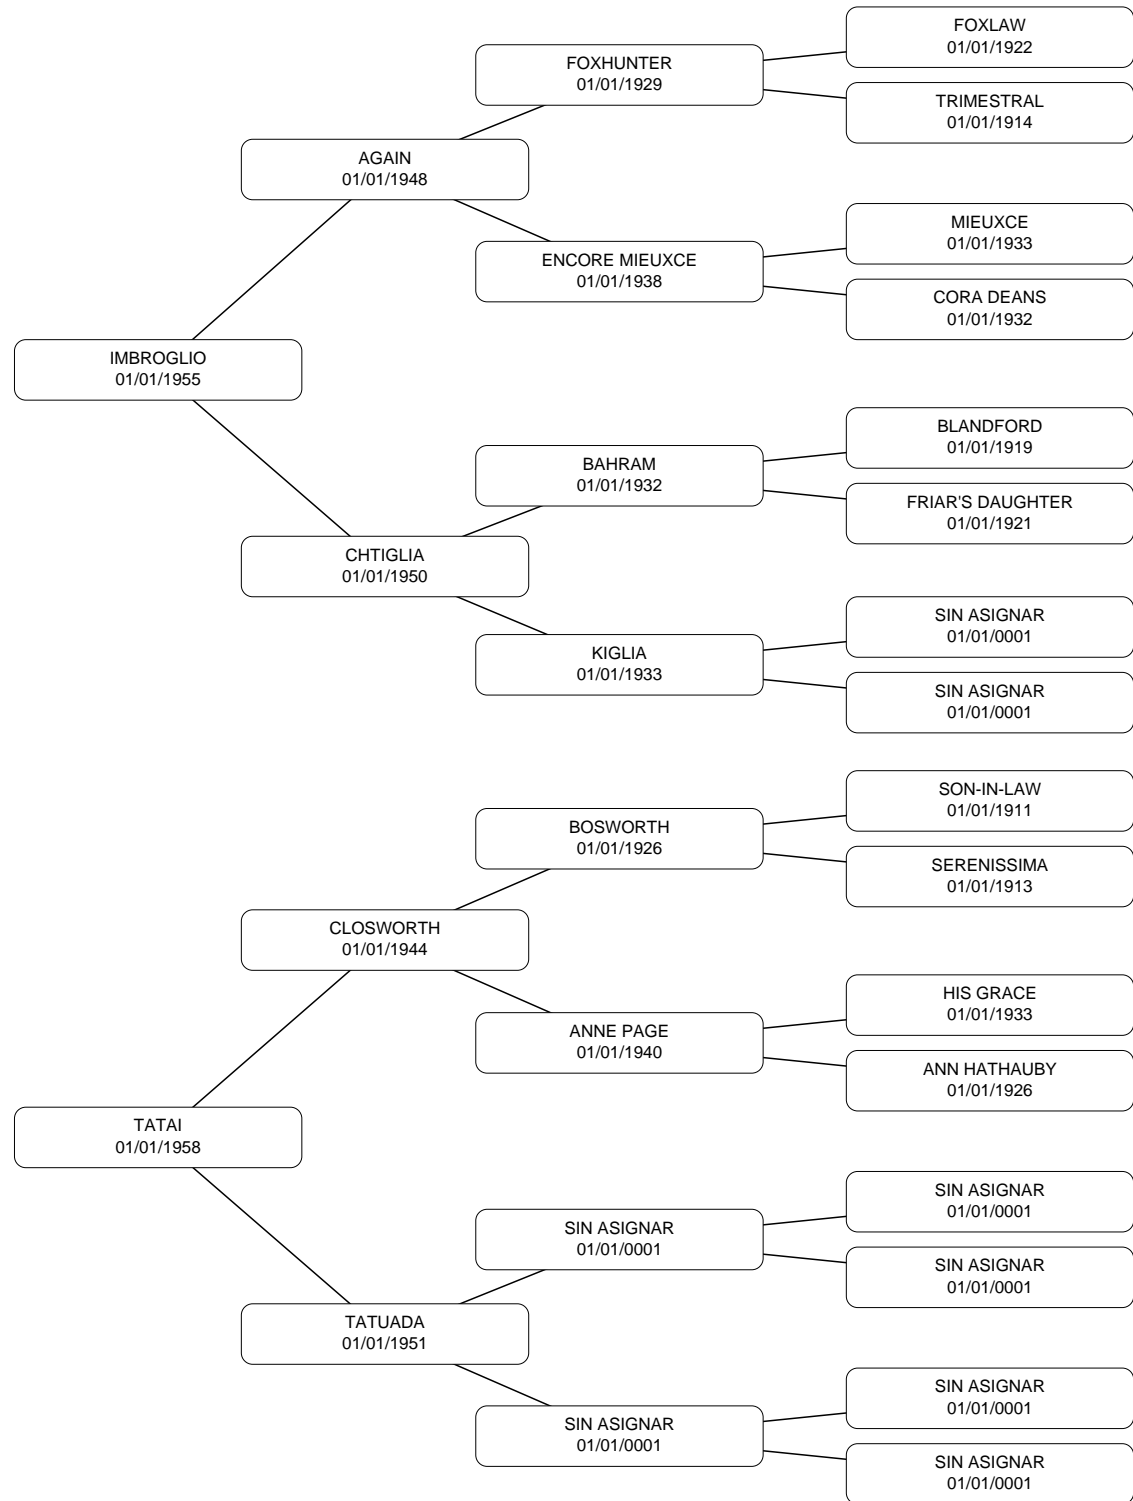 FOXLAW
01/01/1922
FOXHUNTER
01/01/1929
TRIMESTRAL
01/01/1914
AGAIN
01/01/1948
MIEUXCE
01/01/1933
ENCORE MIEUXCE
01/01/1938
CORA DEANS
01/01/1932
IMBROGLIO
01/01/1955
BLANDFORD
01/01/1919
BAHRAM
01/01/1932
FRIAR'S DAUGHTER
01/01/1921
CHTIGLIA
01/01/1950
SIN ASIGNAR
01/01/0001
KIGLIA
01/01/1933
SIN ASIGNAR
01/01/0001
SON-IN-LAW
01/01/1911
BOSWORTH
01/01/1926
SERENISSIMA
01/01/1913
CLOSWORTH
01/01/1944
HIS GRACE
01/01/1933
ANNE PAGE
01/01/1940
ANN HATHAUBY
01/01/1926
TATAI
01/01/1958
SIN ASIGNAR
01/01/0001
SIN ASIGNAR
01/01/0001
SIN ASIGNAR
01/01/0001
TATUADA
01/01/1951
SIN ASIGNAR
01/01/0001
SIN ASIGNAR
01/01/0001
SIN ASIGNAR
01/01/0001